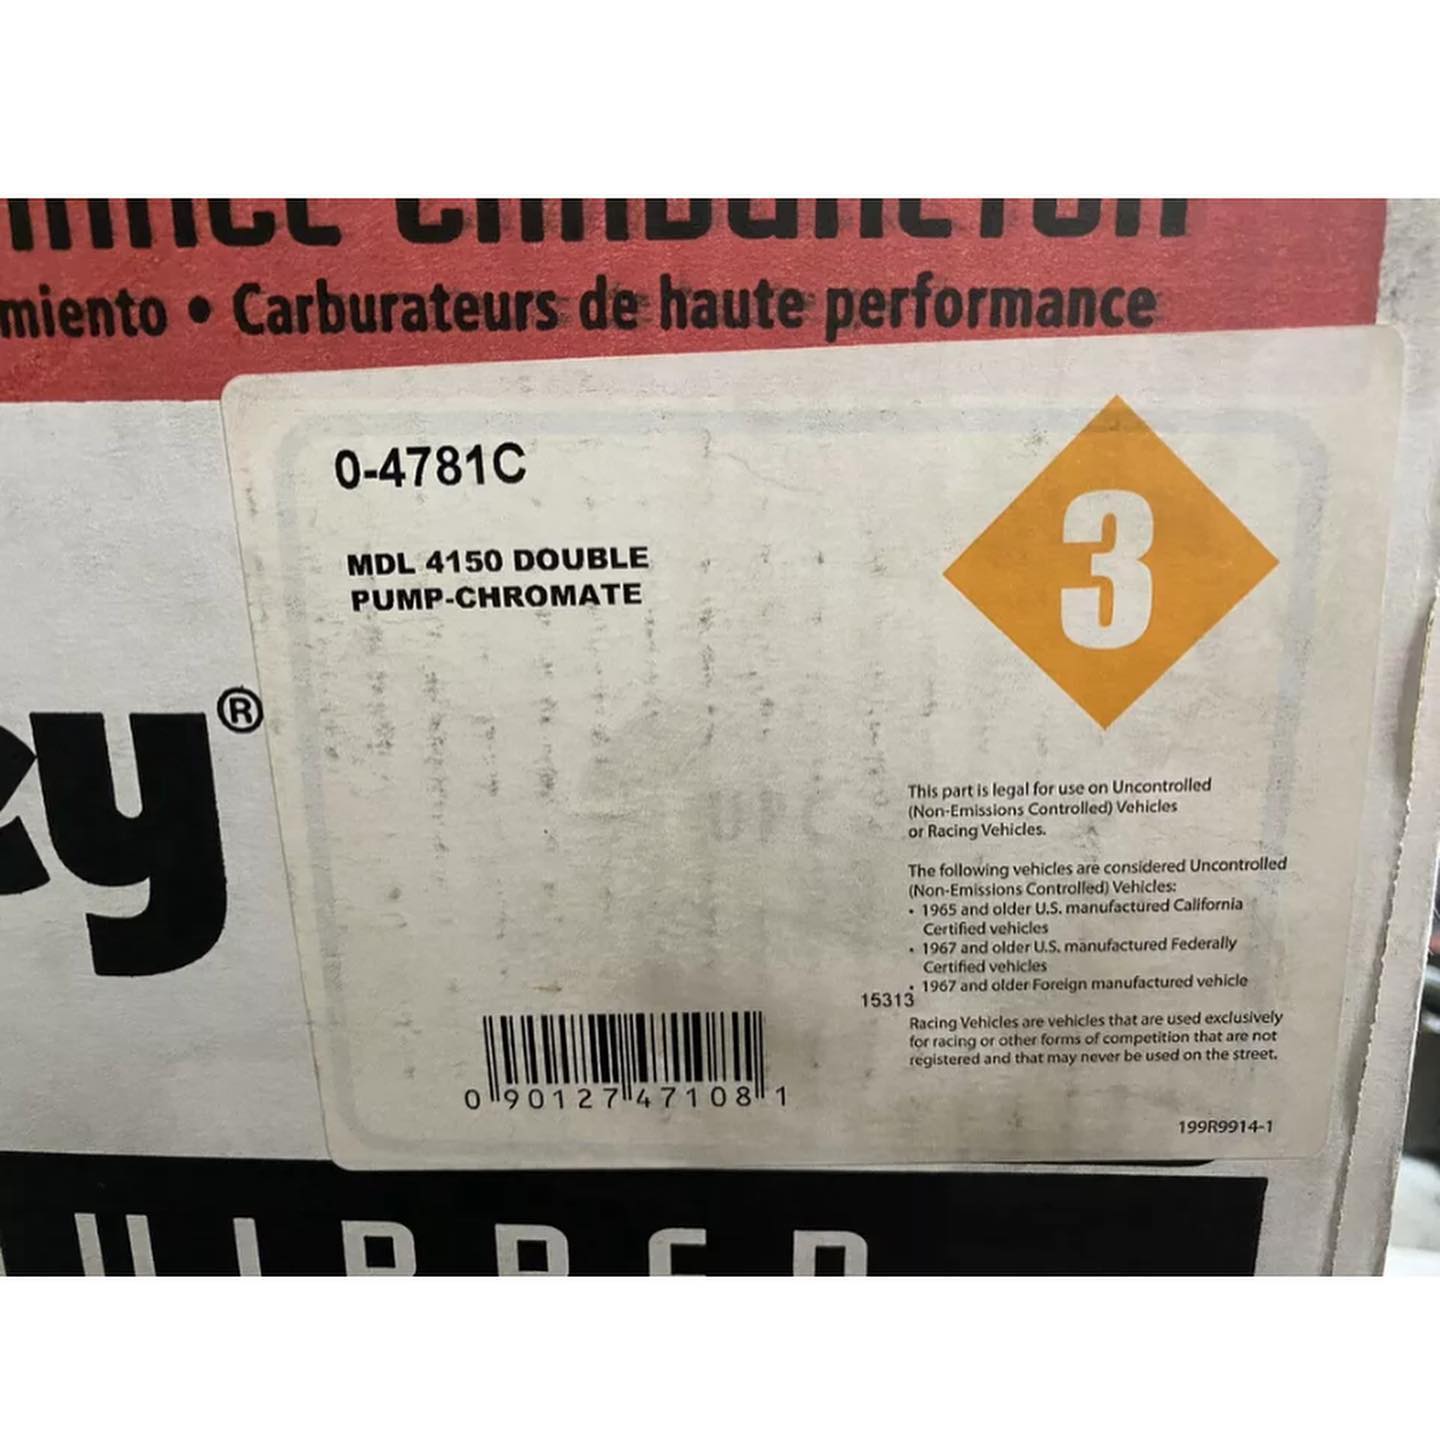 miento • Carburateurs de haute performance
0-4781C
MDL 4150 DOUBLE
PUMP-CHROMATE
3
®
This part is legal for use on Uncontrolled
(Non-Emissions Controlled) Vehicles
or Racing Vehicles.
The following vehicles are considered Uncontrolled
(Non-Emissions Controlled) Vehicles:
• 1965 and older U.S. manufactured California
Certified vehicles
• 1967 and older U.S. manufactured Federally
Certified vehicles
• 1967 and older Foreign manufactured vehicle
15313
Racing Vehicles are vehicles that are used exclusively
for racing or other forms of competition that are not
registered and that may never be used on the street.
0 90127 47108 1
199R9914-1